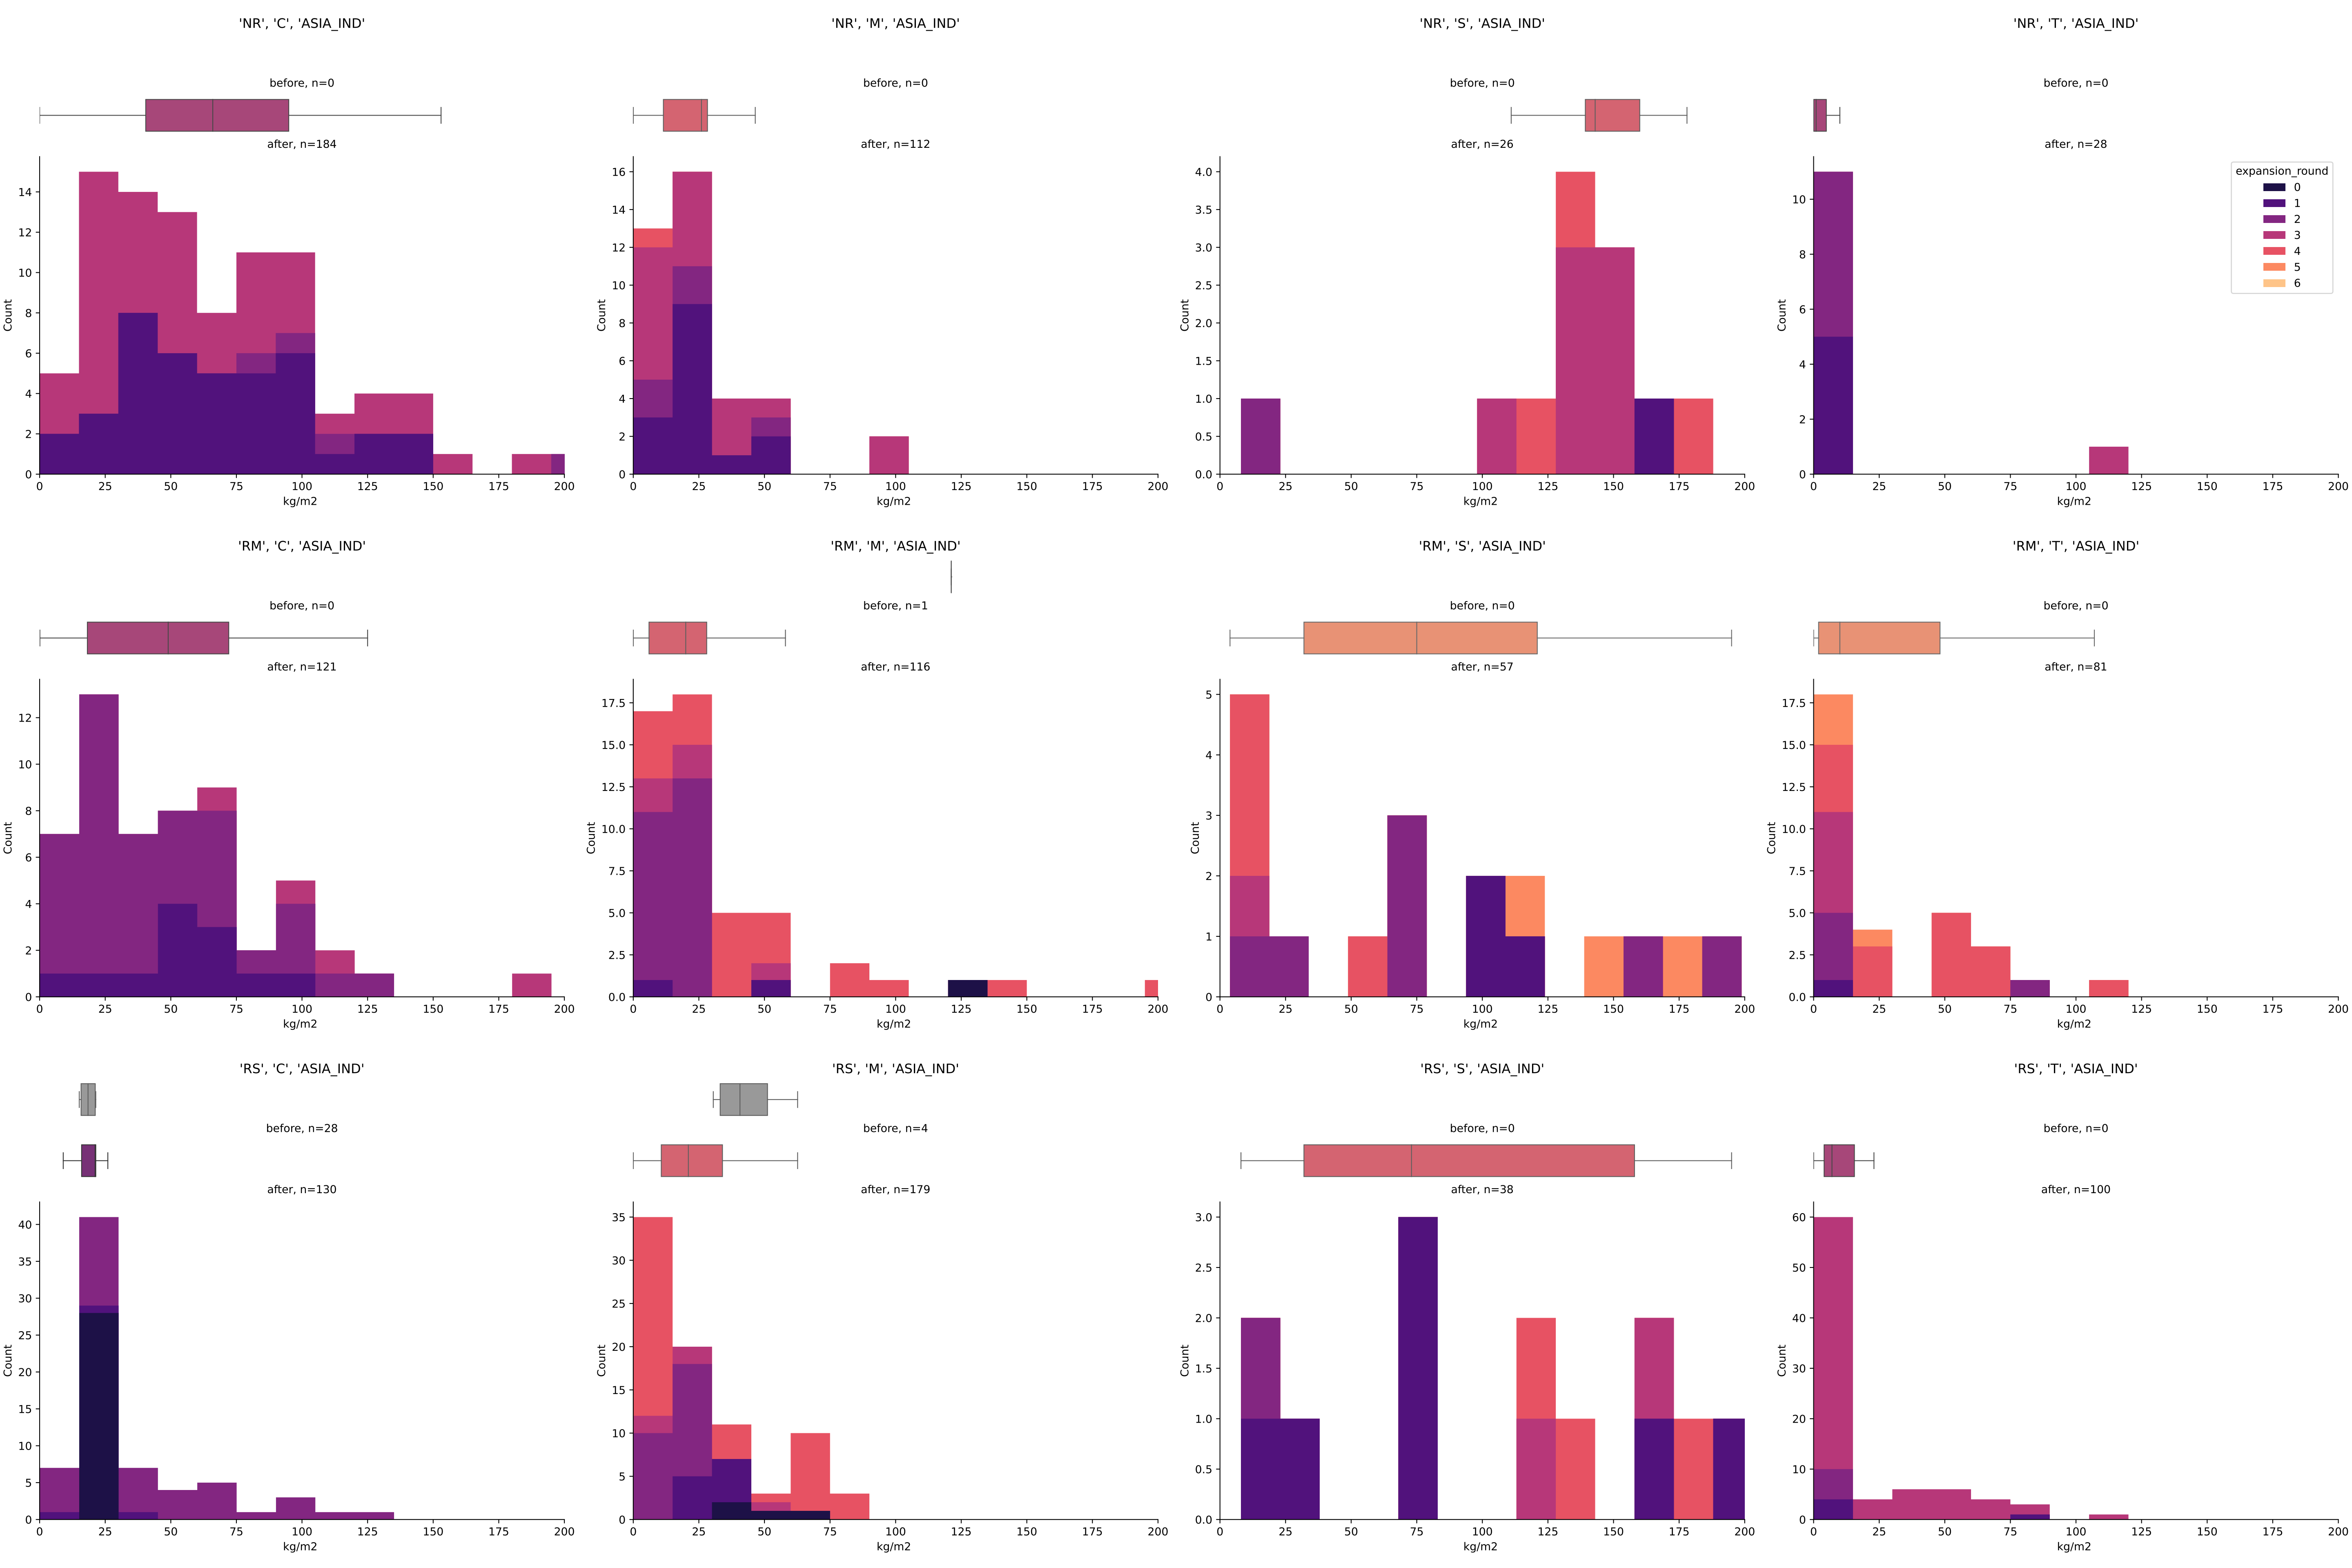 'NR', 'C', 'ASIA_IND'
before, n=0
after, n=184
14
12
10
8
6
4
2
0
Count
0 25 50 75 100 125 150 175 200
kg/m2
'NR', 'M', 'ASIA_IND'
before, n=0
after, n=112
16
14
12
10
8
6
4
2
0
Count
0 25 50 75 100 125 150 175 200
kg/m2
'NR', 'S', 'ASIA_IND'
before, n=0
after, n=26
4.0
3.5
3.0
2.5
2.0
1.5
1.0
0.5
0.0
Count
0 25 50 75 100 125 150 175 200
kg/m2
'NR', 'T', 'ASIA_IND'
before, n=0
after, n=28
expansion_round
0
1
2
3
4
5
6
10
8
6
4
2
0
Count
0 25 50 75 100 125 150 175 200
kg/m2
'RM', 'C', 'ASIA_IND'
before, n=0
after, n=121
12
10
8
6
4
2
0
Count
0 25 50 75 100 125 150 175 200
kg/m2
'RM', 'M', 'ASIA_IND'
before, n=1
after, n=116
17.5
15.0
12.5
10.0
7.5
5.0
2.5
0.0
Count
0 25 50 75 100 125 150 175 200
kg/m2
'RM', 'S', 'ASIA_IND'
before, n=0
after, n=57
5
4
3
2
1
0
Count
0 25 50 75 100 125 150 175 200
kg/m2
'RM', 'T', 'ASIA_IND'
before, n=0
after, n=81
17.5
15.0
12.5
10.0
7.5
5.0
2.5
0.0
Count
0 25 50 75 100 125 150 175 200
kg/m2
'RS', 'C', 'ASIA_IND'
before, n=28
after, n=130
40
35
30
25
20
15
10
5
0
Count
0 25 50 75 100 125 150 175 200
kg/m2
'RS', 'M', 'ASIA_IND'
before, n=4
after, n=179
35
30
25
20
15
10
5
0
Count
0 25 50 75 100 125 150 175 200
kg/m2
'RS', 'S', 'ASIA_IND'
before, n=0
after, n=38
3.0
2.5
2.0
1.5
1.0
0.5
0.0
Count
0 25 50 75 100 125 150 175 200
kg/m2
'RS', 'T', 'ASIA_IND'
before, n=0
after, n=100
60
50
40
30
20
10
0
Count
0 25 50 75 100 125 150 175 200
kg/m2